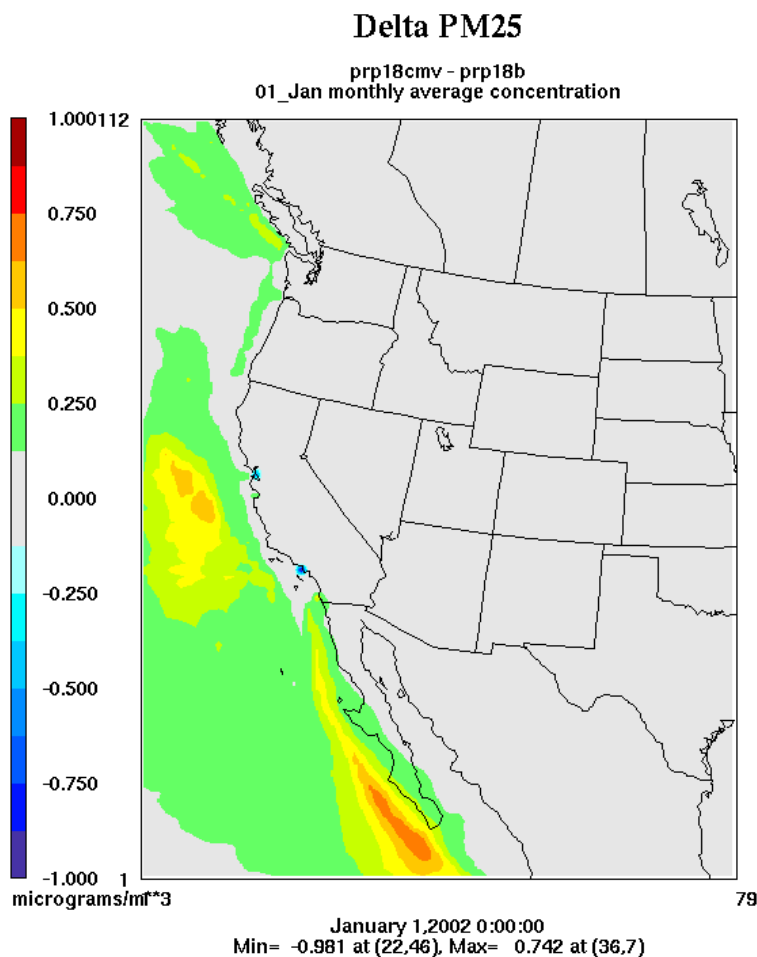 Delta PM25
prp18cmv - prp18b
01_Jan monthly average concentration
1.000
112
0.750
0.500
0.250
0.000
-0.250
-0.500
-0.750
-1.000
1
micrograms/m**3
79
January 1,2002 0:00:00
Min= -0.981 at (22,46), Max= 0.742 at (36,7)